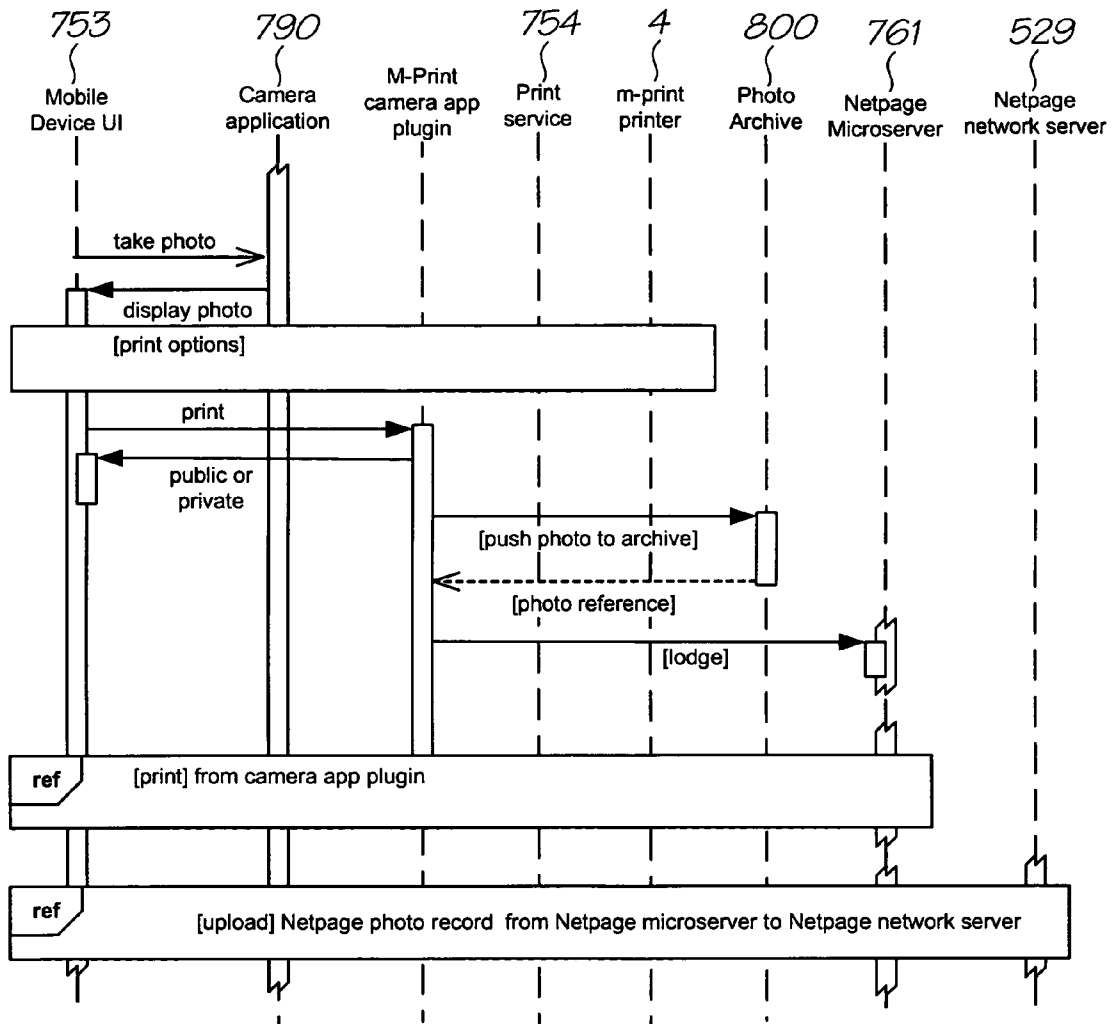 753 790 754 4 800 761 529
Mobile
Device UI
Camera
application
M-Print
camera app
plugin
Print
service
m-print
printer
Photo
Archive
Netpage
Microserver
Netpage
network server
take photo
display photo
[print options]
print
public or
private
[push photo to archive]
[photo reference]
[lodge]
ref
[print] from camera app plugin
ref
[upload] Netpage photo record from Netpage microserver to Netpage network server